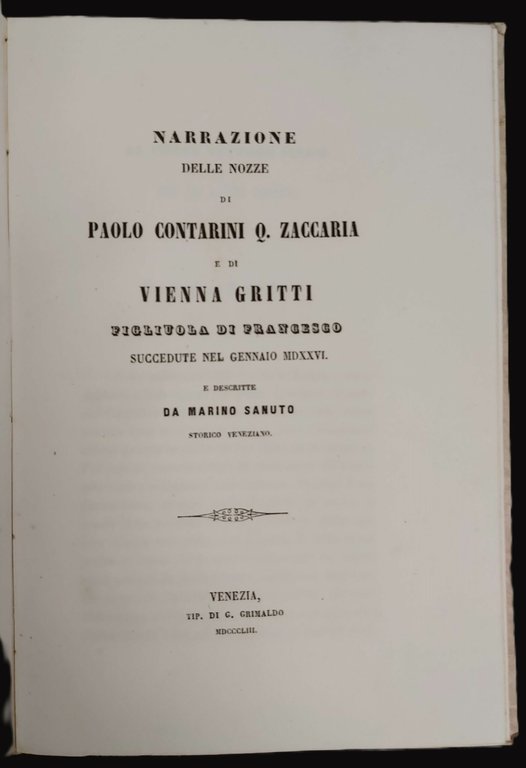 NARRAZIONE
DELLE NOZZE
DI
PAOLO CONTARINI Q. ZACCARIA
E DI
VIENNA GRITTI
FIGLIUOLA DI FRANCESCO
SUCCEDUTE NEL GENNAIO MDXXVI.
E DESCRITTE
DA MARINO SANUTO
STORICO VENEZIANO.
VENEZIA,
TIP. DI G. GRIMALDO
MDCCCLIII.